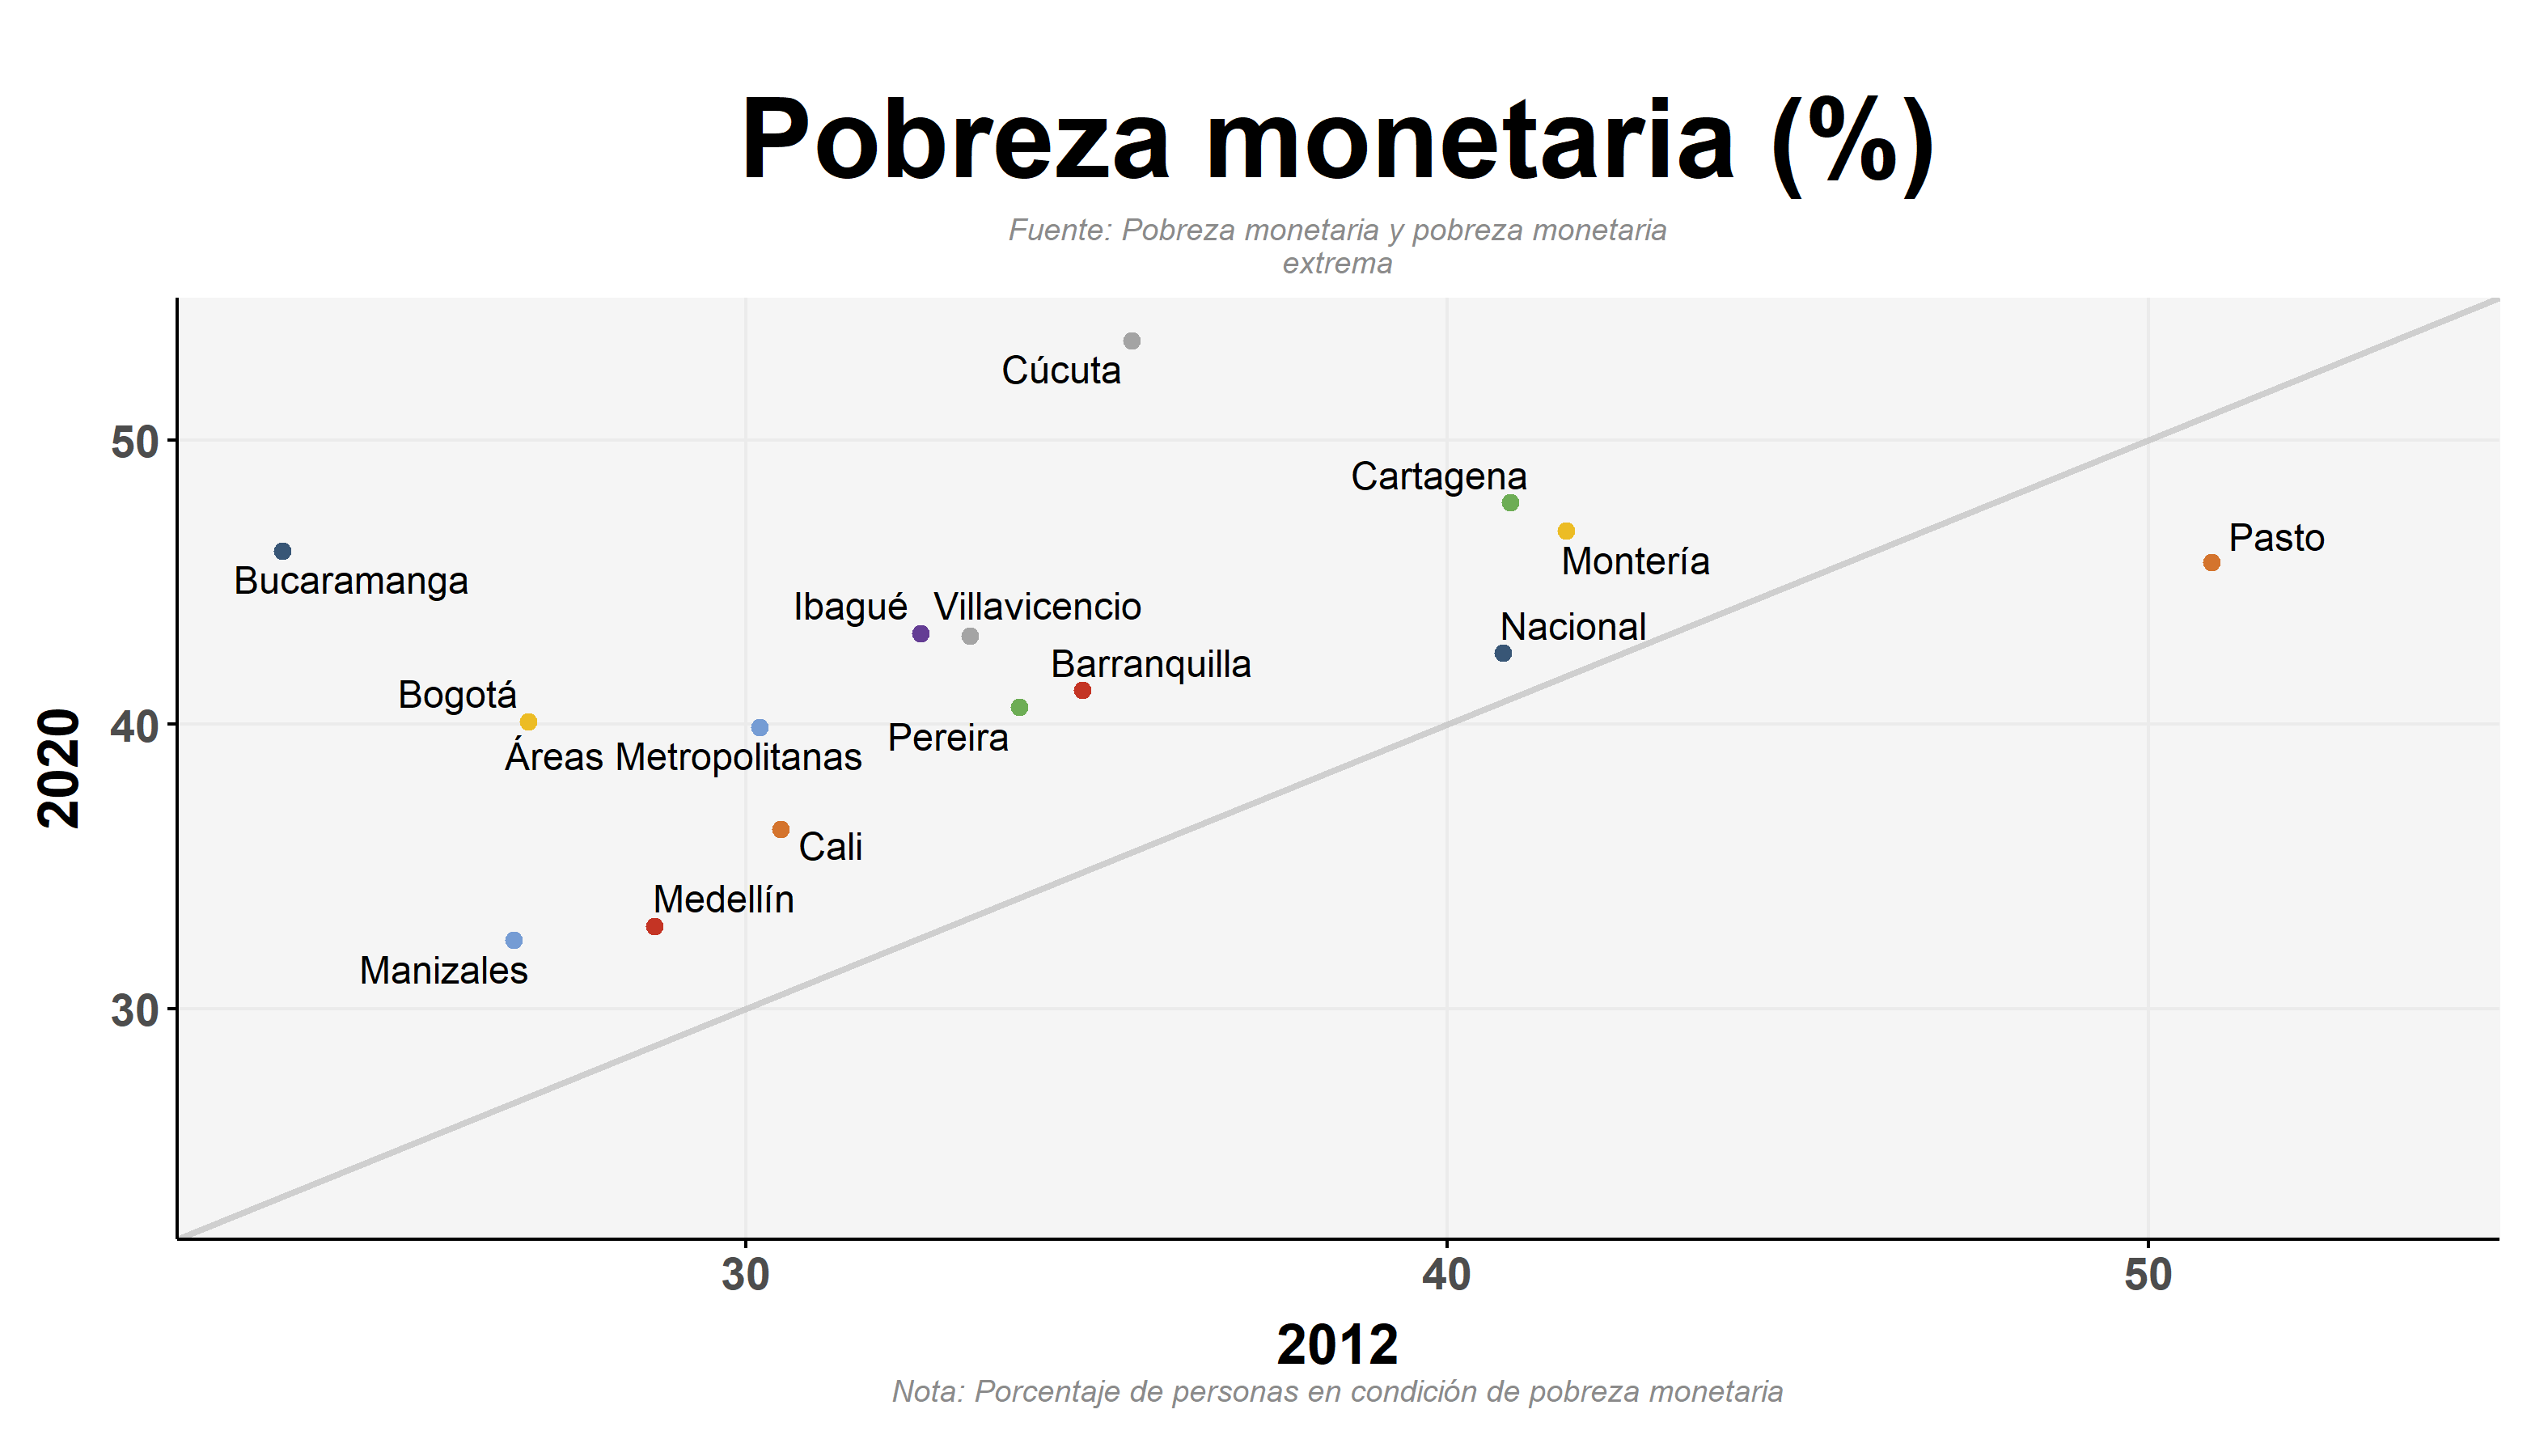 Pobreza monetaria (%)
Fuente: Pobreza monetaria y pobreza monetaria
extrema
Cúcuta
50
Cartagena
Pasto
Montería
Bucaramanga
Ibagué
Villavicencio
Nacional
Barranquilla
Bogotá
40
Pereira
Áreas Metropolitanas
2020
Cali
Medellín
Manizales
30
30
40
50
2012
Nota: Porcentaje de personas en condición de pobreza monetaria